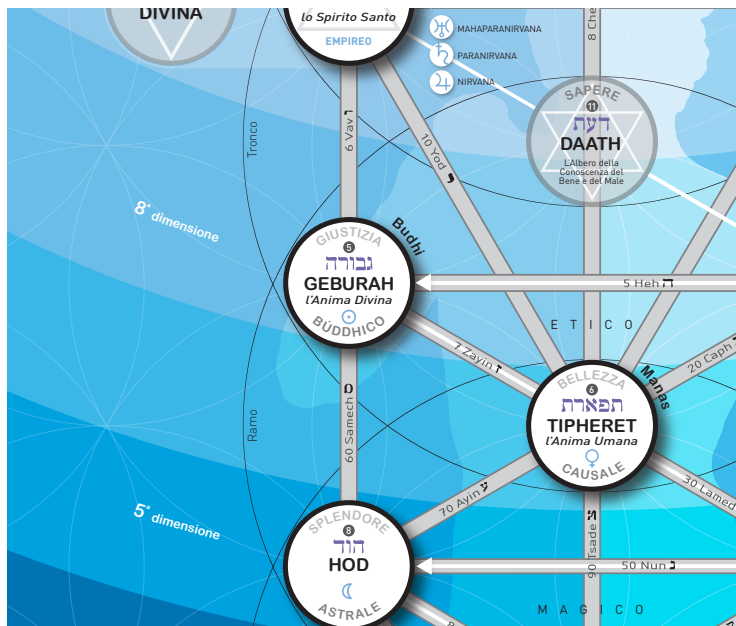 DIVINA
lo Spirito Santo
EMPIREO
MAHAPARANIRVANA
PARANIRVANA
NIRVANA
8 Che
Tronco
6 Vav ו
10 Yod י
SAPERE
11
דעת
DAATH
L'Albero della
Conoscenza del
Bene e del Male
8ª dimensione
Budhi
GIUSTIZIA
5
גבורה
GEBURAH
l'Anima Divina
BÚDDHICO
5 Heh ה
ETICO
7 Zayin ז
20 Caph
Manas
BELLEZZA
6
תפארת
TIPHERET
l'Anima Umana
CAUSALE
Ramo
60 Samech ס
70 Ayin ע
30 Lamed
5ª dimensione
SPLENDORE
8
הוד
HOD
ASTRALE
90 Tsade צ
50 Nun נ
MAGICO